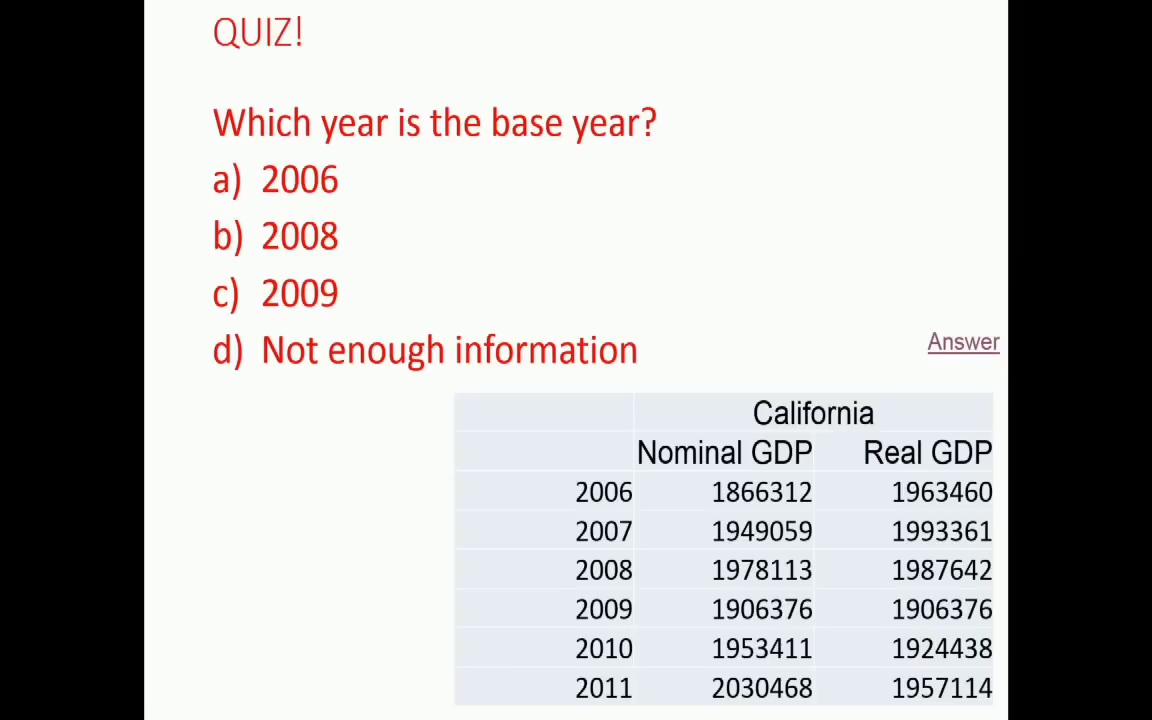 QUIZ!
Which year is the base year?
a) 2006
b) 2008
c) 2009
d) Not enough information
Answer
California
Nominal GDP Real GDP
2006 1866312 1963460
2007 1949059 1993361
2008 1978113 1987642
2009 1906376 1906376
2010 1953411 1924438
2011 2030468 1957114